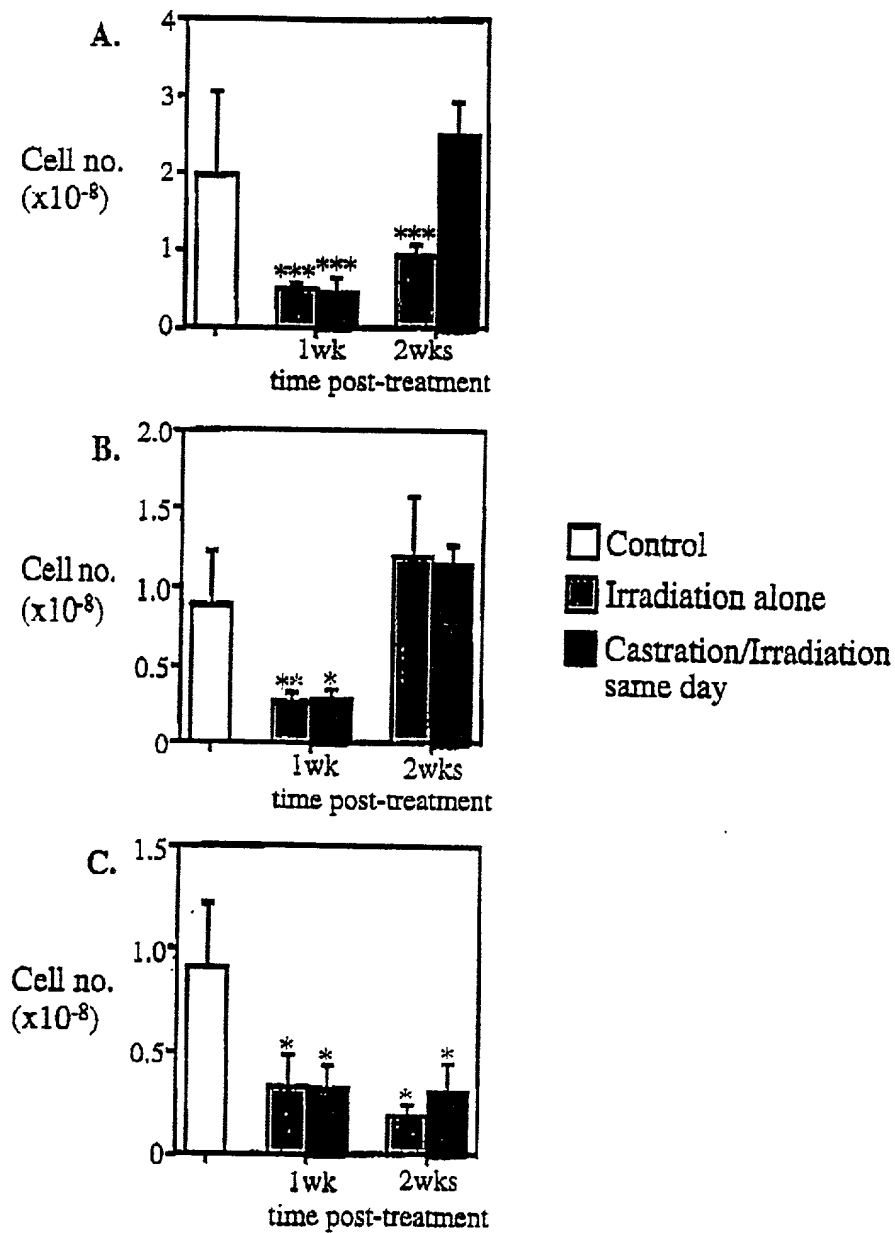 A.
4
3
2
1
0
Cell no.
(x10⁻⁸)
*** ***
***
1wk 2wks
time post-treatment
B.
2.0
1.5
1.0
0.5
0
Cell no.
(x10⁻⁸)
** *
1wk 2wks
time post-treatment
Control
Irradiation alone
Castration/Irradiation
same day
C.
1.5
1.0
0.5
0
Cell no.
(x10⁻⁸)
* *
* *
1wk 2wks
time post-treatment